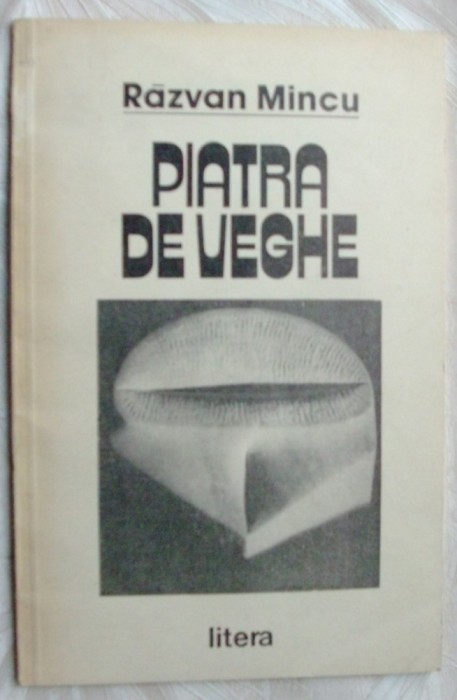 Răzvan Mincu
PIATRA
DE VEGHE
litera